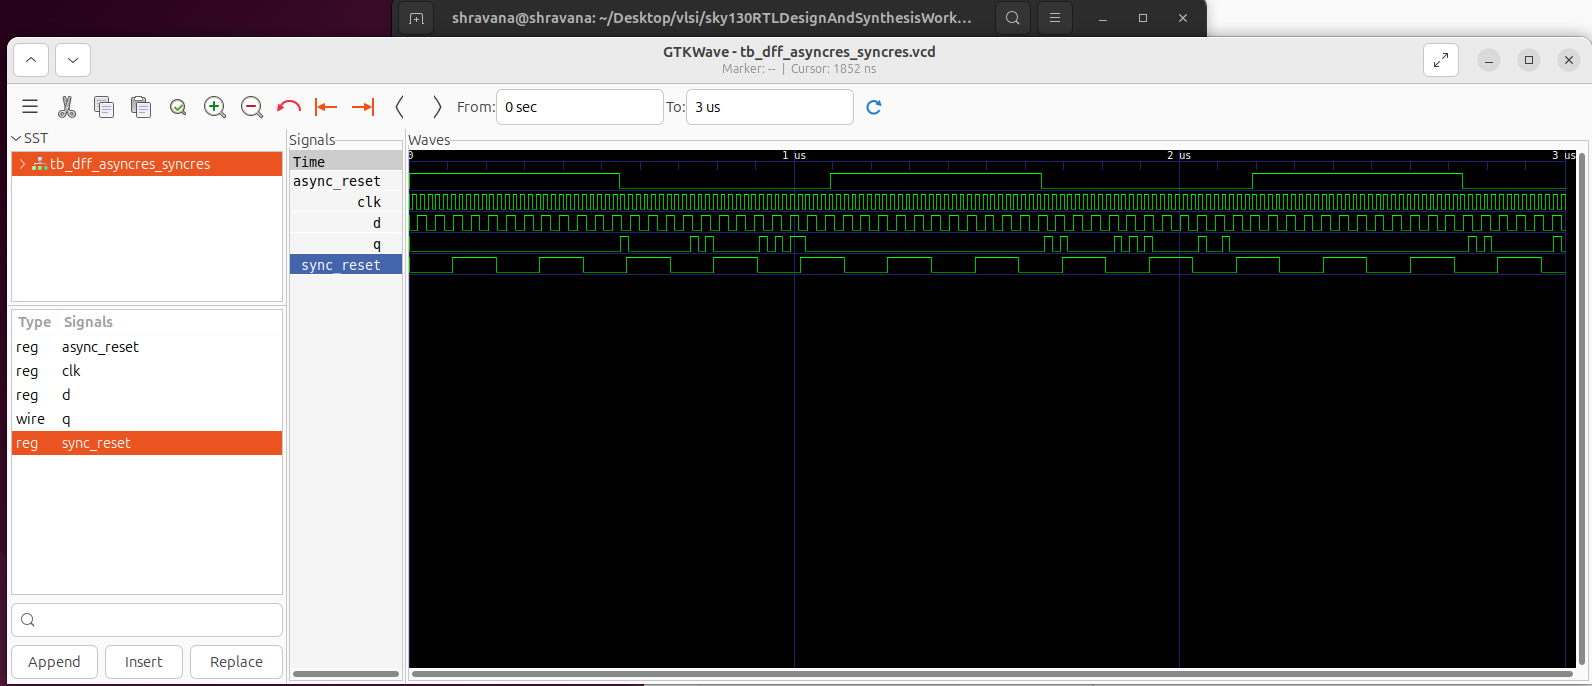 shravana@shravana: ~/Desktop/vlsi/sky130RTLDesignAndSynthesisWork...
GTKWave - tb_dff_asyncres_syncres.vcd
Marker: -- | Cursor: 1852 ns
From: 0 sec To: 3 us
SST
tb_dff_asyncres_syncres
Type Signals
reg async_reset
reg clk
reg d
wire q
reg sync_reset
Append Insert Replace
Signals
Time
async_reset
clk
d
q
sync_reset
Waves
0 1 us 2 us 3 us